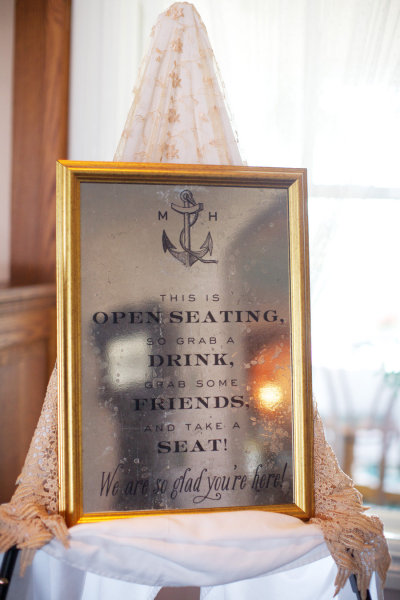 M H
THIS IS
OPEN SEATING,
SO GRAB A
DRINK,
GRAB SOME
FRIENDS,
AND TAKE A
SEAT!
We are so glad you're here!